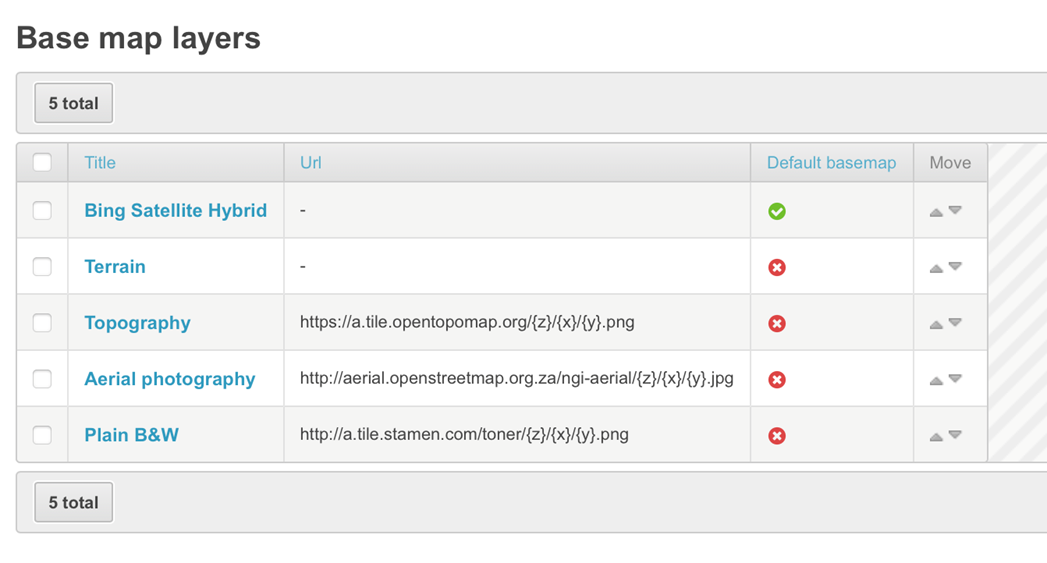 Base map layers
5 total
Title Url Default basemap Move
Bing Satellite Hybrid -
Terrain -
Topography https://a.tile.opentopomap.org/{z}/{x}/{y}.png
Aerial photography http://aerial.openstreetmap.org.za/ngi-aerial/{z}/{x}/{y}.jpg
Plain B&W http://a.tile.stamen.com/toner/{z}/{x}/{y}.png
5 total